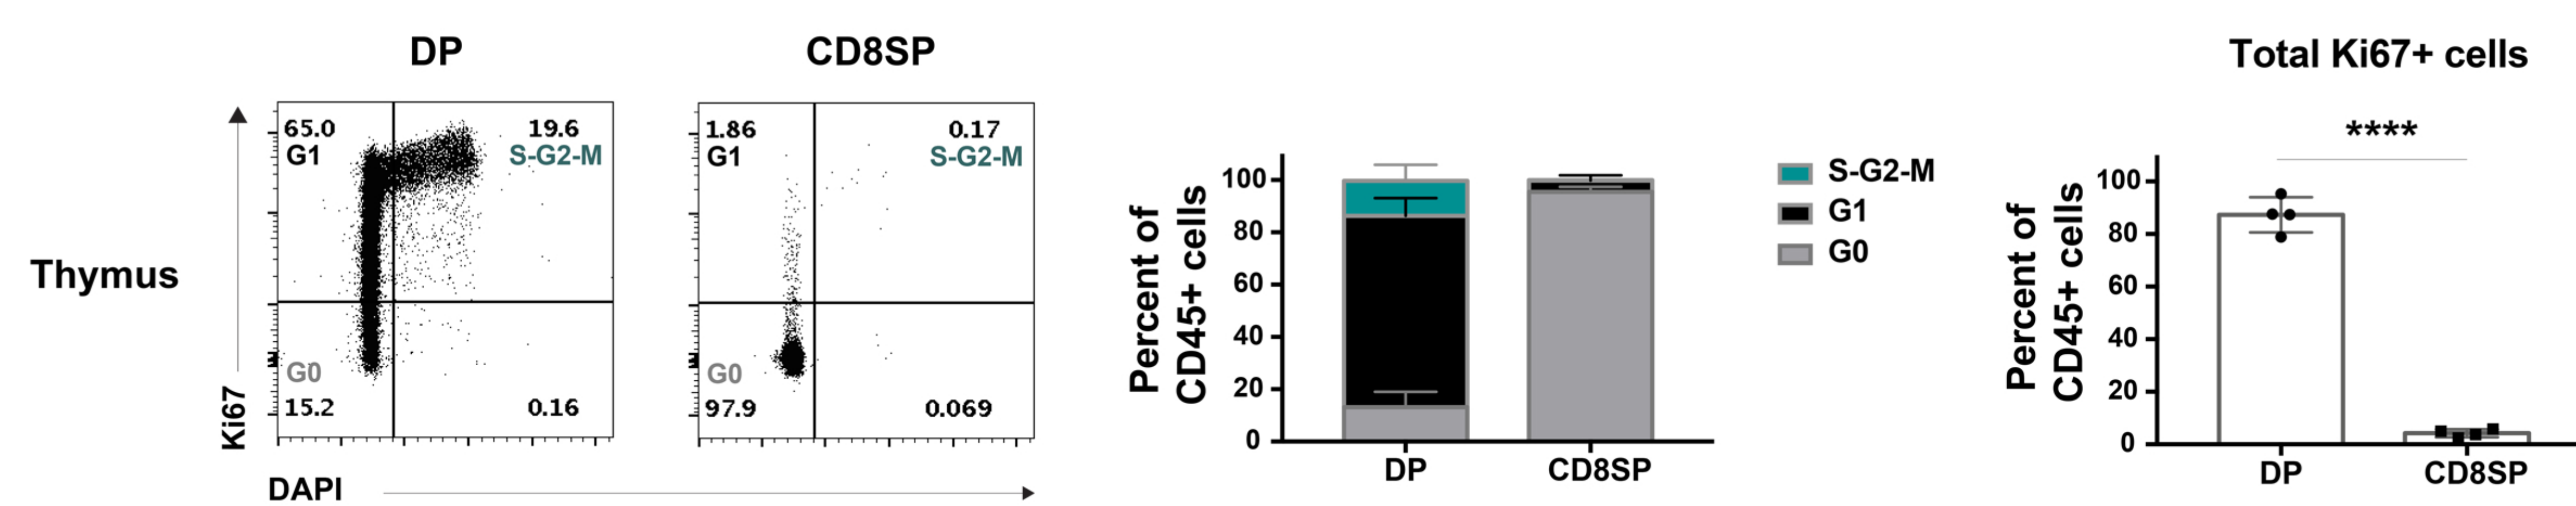 DP
CD8SP
Total Ki67+ cells
Thymus
Ki67
DAPI
65.0
G1
19.6
S-G2-M
G0
15.2
0.16
1.86
G1
0.17
S-G2-M
G0
97.9
0.069
Percent of
CD45+ cells
100
80
60
40
20
0
DP
CD8SP
S-G2-M
G1
G0
Percent of
CD45+ cells
100
80
60
40
20
0
****
DP
CD8SP